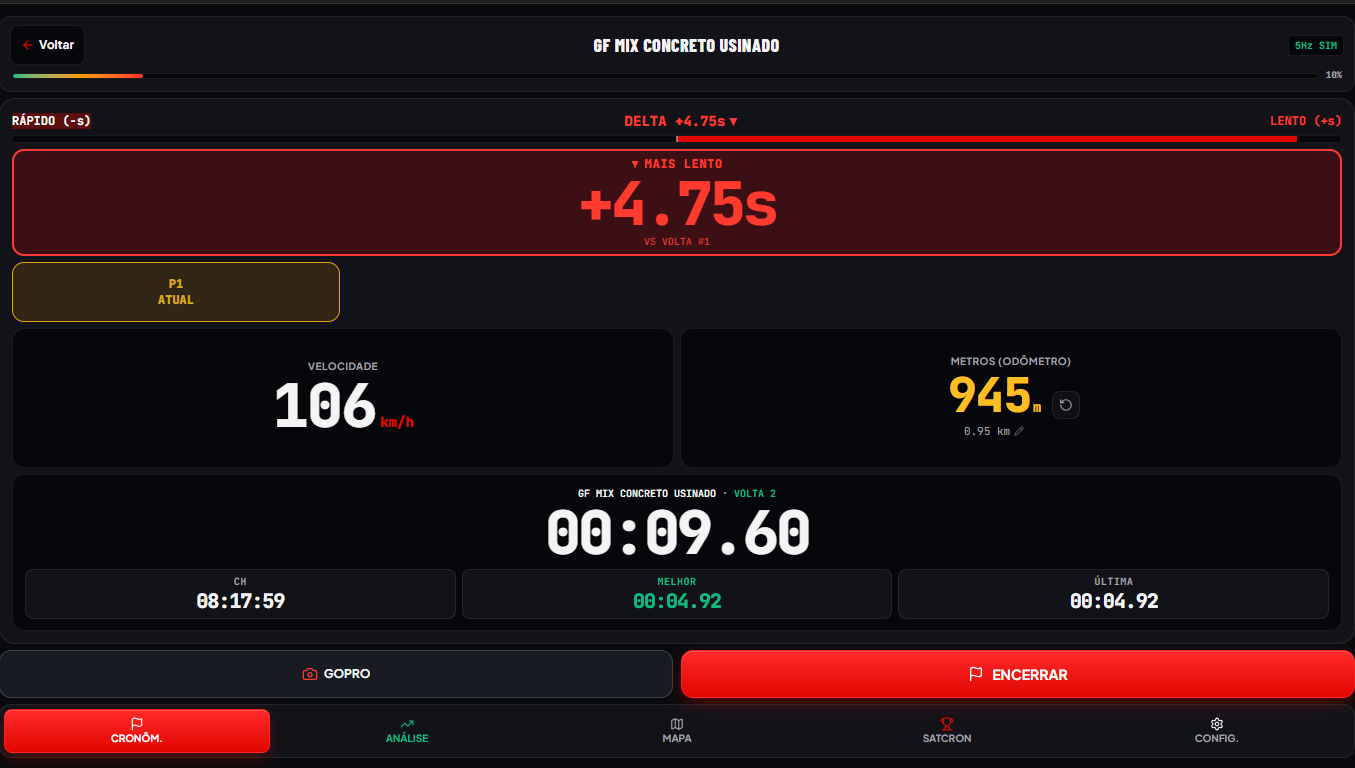 ← Voltar
GF MIX CONCRETO USINADO
5Hz SIM
10%
RÁPIDO (-s)
DELTA +4.75s▼
LENTO (+s)
▼ MAIS LENTO
+4.75s
VS VOLTA #1
P1
ATUAL
VELOCIDADE
106 km/h
METROS (ODÔMETRO)
945 m
0.95 km
GF MIX CONCRETO USINADO · VOLTA 2
00:09.60
CH
08:17:59
MELHOR
00:04.92
ÚLTIMA
00:04.92
GOPRO
ENCERRAR
CRONÔM.
ANÁLISE
MAPA
SATCRON
CONFIG.